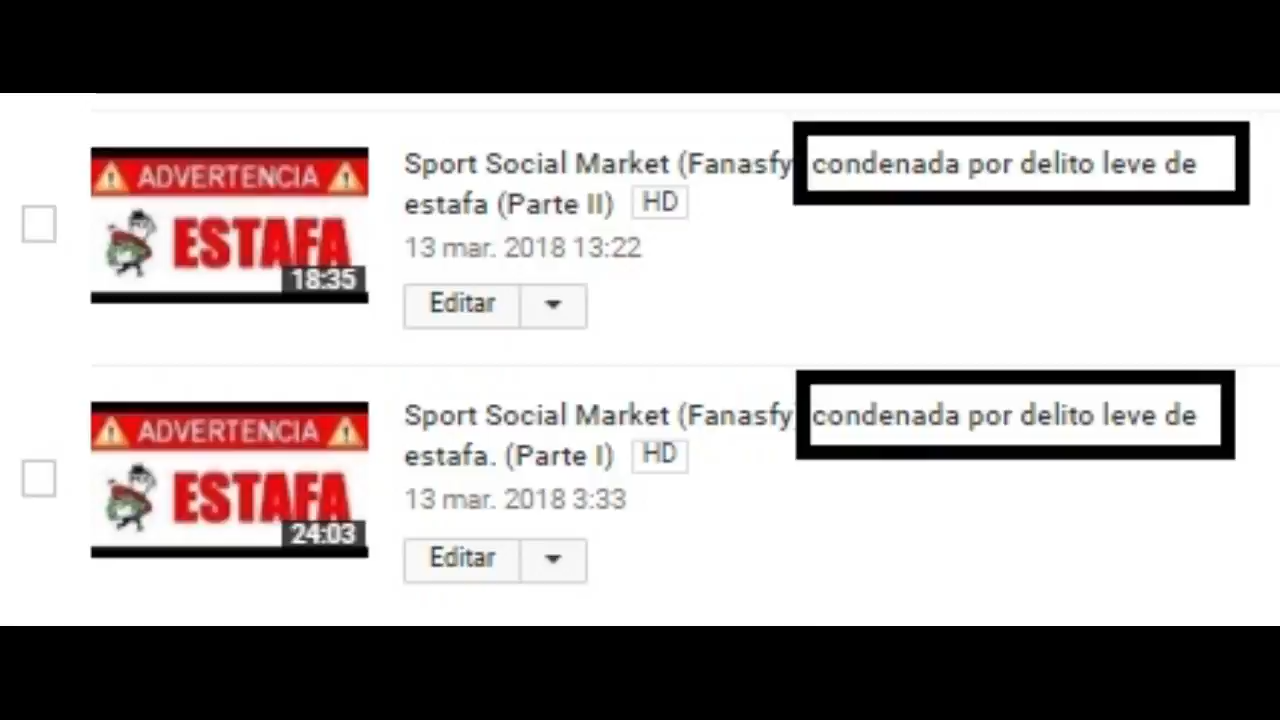 ADVERTENCIA
ESTAFA
18:35
Sport Social Market (Fanasfy condenada por delito leve de
estafa (Parte II) HD
13 mar. 2018 13:22
Editar
ADVERTENCIA
ESTAFA
24:03
Sport Social Market (Fanasfy condenada por delito leve de
estafa. (Parte I) HD
13 mar. 2018 3:33
Editar